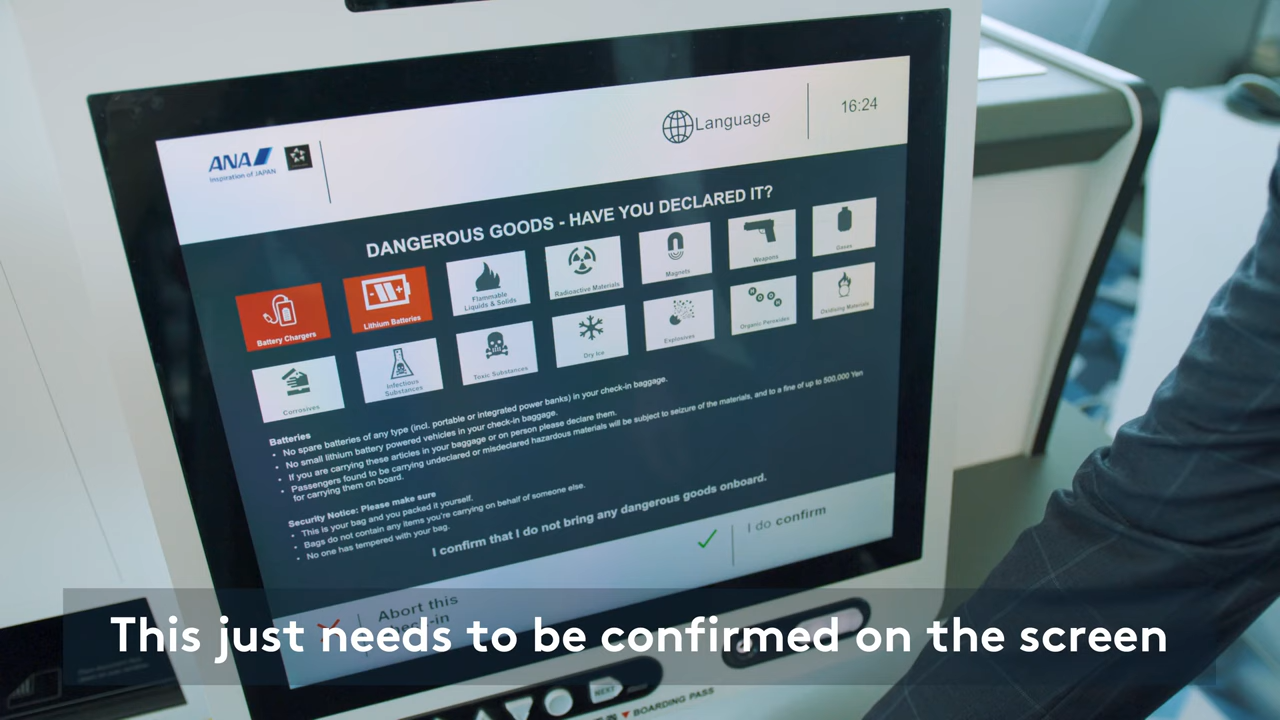 ANA
Inspiration of JAPAN
Language
16:24
DANGEROUS GOODS - HAVE YOU DECLARED IT?
Battery Chargers
Lithium Batteries
Flammable
Liquids & Solids
Radioactive Materials
Magnets
Weapons
Gases
Corrosives
Infectious
Substances
Toxic Substances
Dry Ice
Explosives
Organic Peroxides
Oxidising Materials
Batteries
• No spare batteries of any type (incl. portable or integrated power banks) in your check-in baggage.
• No small lithium battery powered vehicles in your check-in baggage.
• If you are carrying these articles in your baggage or on person please declare them.
• Passengers found to be carrying undeclared or misdeclared hazardous materials will be subject to seizure of the materials, and to a fine of up to 500,000 Yen
for carrying them on board.
Security Notice: Please make sure
• This is your bag and you packed it yourself.
• Bags do not contain any items you're carrying on behalf of someone else.
• No one has tempered with your bag.
I confirm that I do not bring any dangerous goods onboard.
I do confirm
Abort this
This just needs to be confirmed on the screen
NEXT
BOARDING PASS